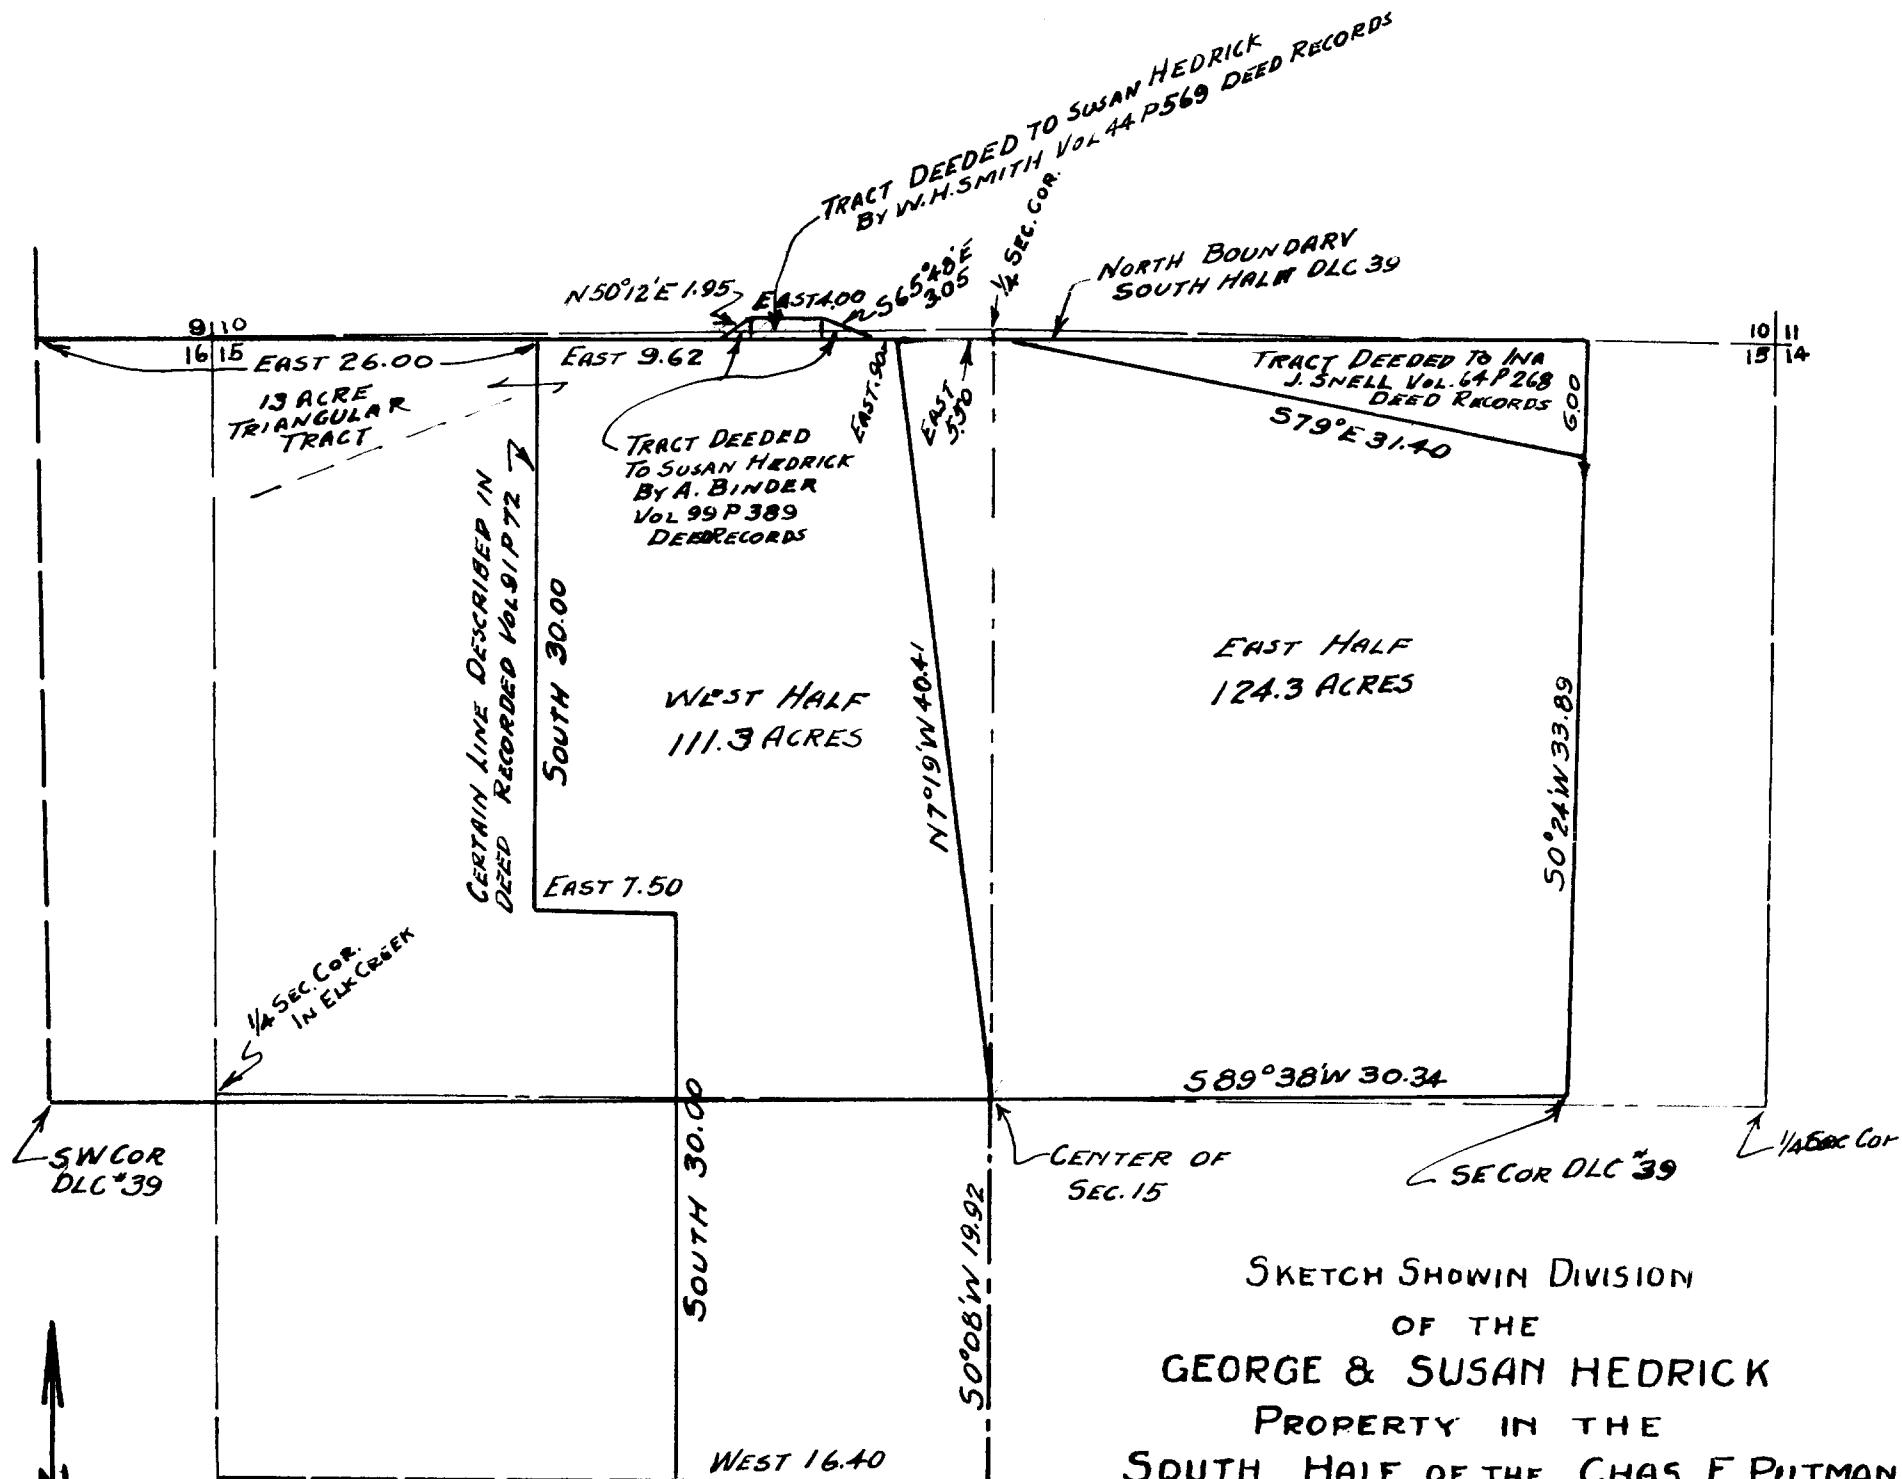 TRACT DEEDED TO SUSAN HEDRICK
BY W.H. SMITH VOL 44 P569 DEED RECORDS
1/4 SEC. COR.
NORTH BOUNDARY
SOUTH HALF DLC 39
N50°12'E 1.95
EAST 4.00
S65°48'E
3.05
9 10
16 15
10 11
15 14
EAST 26.00
EAST 9.62
EAST .90
EAST
5.50
13 ACRE
TRIANGULAR
TRACT
TRACT DEEDED TO INA
J. SNELL VOL. 64 P 268
DEED RECORDS
6.00
S79°E 31.40
TRACT DEEDED
TO SUSAN HEDRICK
BY A. BINDER
VOL 99 P 389
DEED RECORDS
CERTAIN LINE DESCRIBED IN
DEED RECORDED VOL 91 P 72
SOUTH 30.00
WEST HALF
111.3 ACRES
N7°19'W 40.41
EAST HALF
124.3 ACRES
S0°24'W 33.89
EAST 7.50
1/4 SEC. COR.
IN ELK CREEK
S89°38'W 30.34
SW COR
DLC #39
SOUTH 30.00
CENTER OF
SEC. 15
SE COR DLC #39
1/4 SEC COR
S0°08'W 19.92
SKETCH SHOWIN DIVISION
OF THE
GEORGE & SUSAN HEDRICK
PROPERTY IN THE
SOUTH HALF OF THE CHAS F PUTMAN
WEST 16.40
N